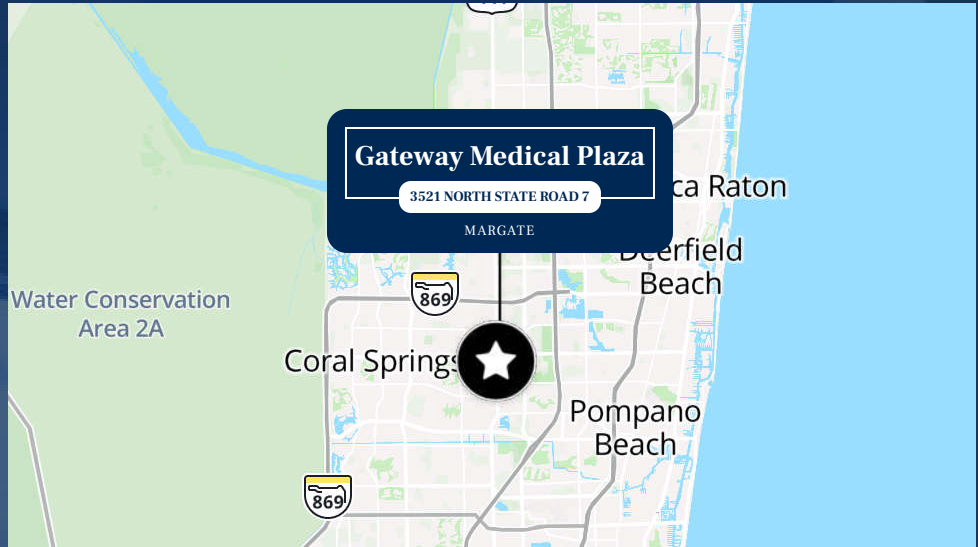 Gateway Medical Plaza
3521 NORTH STATE ROAD 7
MARGATE
ca Raton
Deerfield
Beach
869
Water Conservation
Area 2A
Coral Springs
Pompano
Beach
869